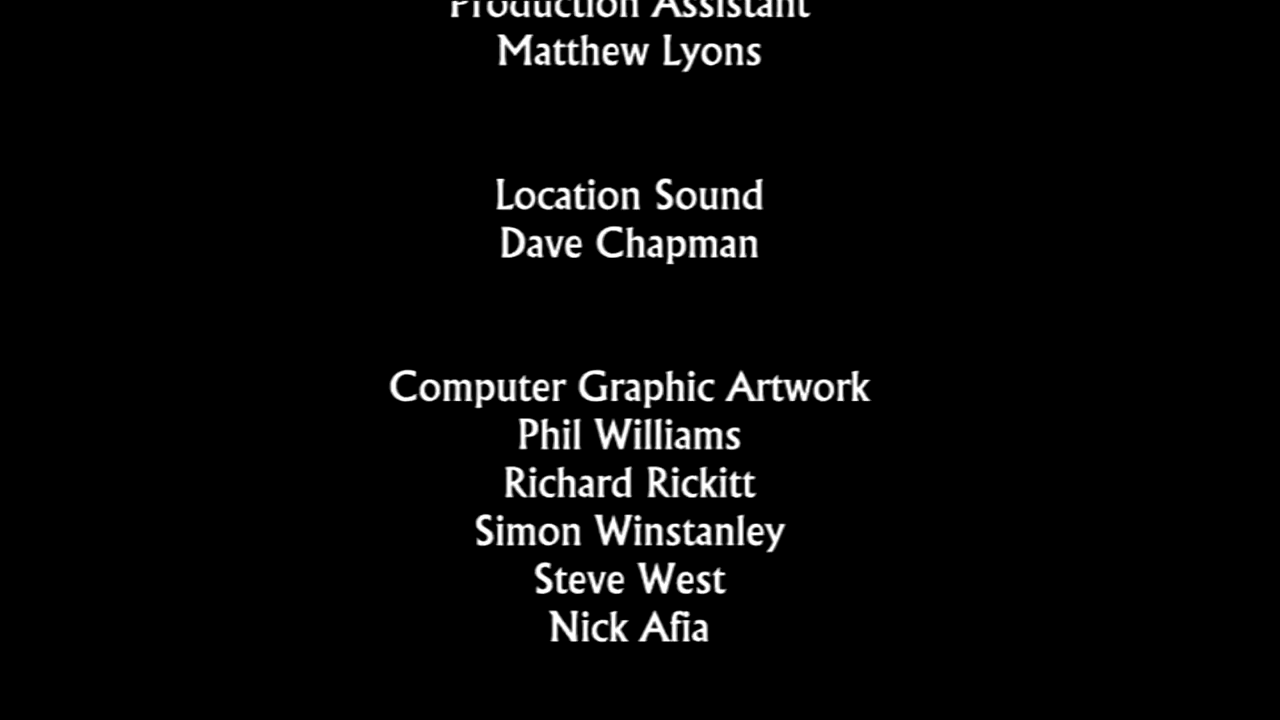 Production Assistant
Matthew Lyons
Location Sound
Dave Chapman
Computer Graphic Artwork
Phil Williams
Richard Rickitt
Simon Winstanley
Steve West
Nick Afia